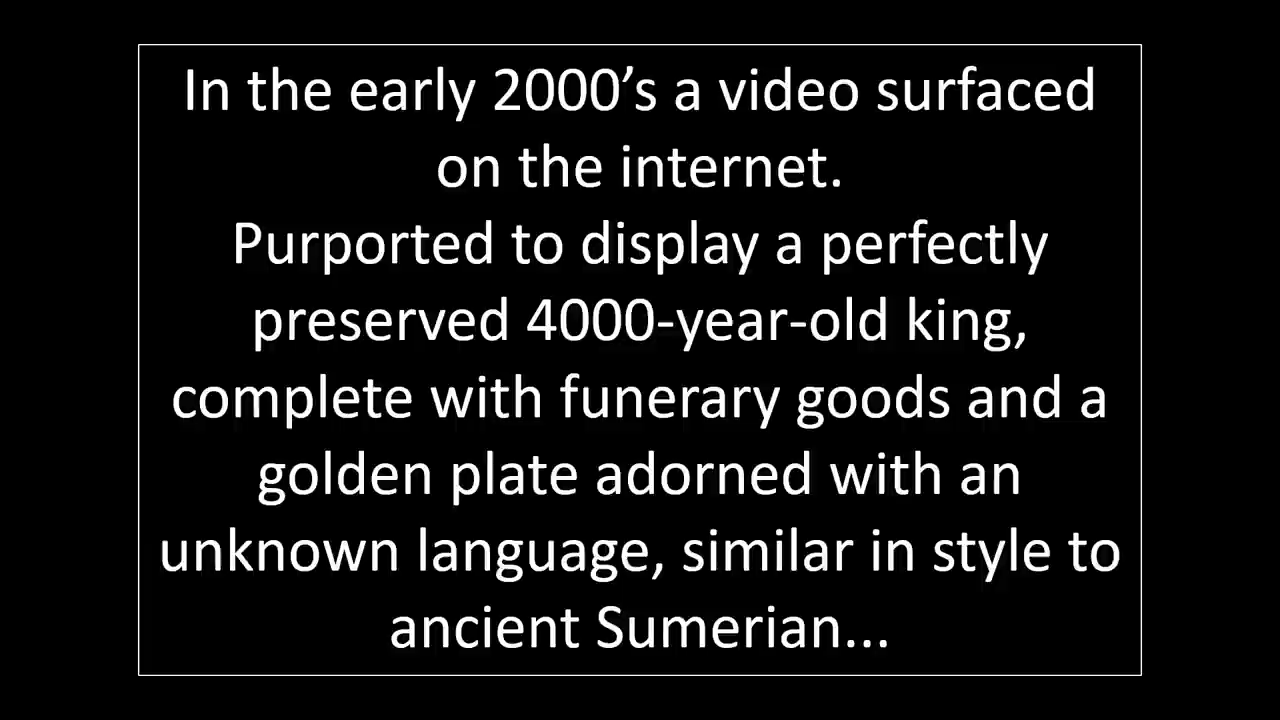 In the early 2000’s a video surfaced
on the internet.
Purported to display a perfectly
preserved 4000-year-old king,
complete with funerary goods and a
golden plate adorned with an
unknown language, similar in style to
ancient Sumerian...